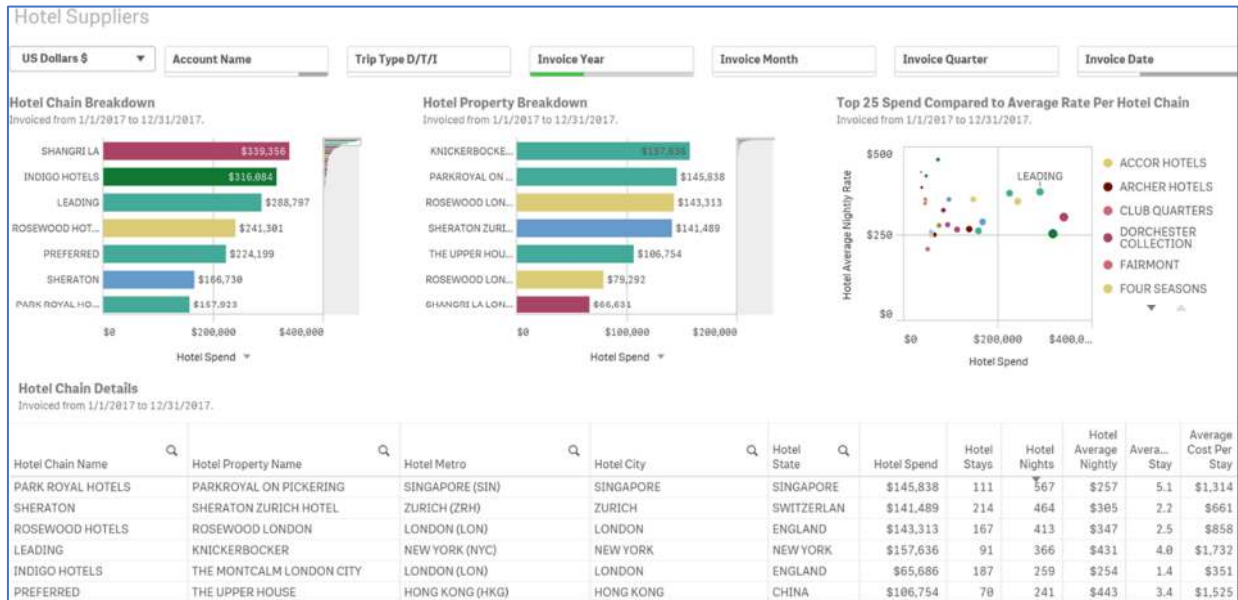 Hotel Suppliers
US Dollars $
Account Name
Trip Type D/T/I
Invoice Year
Invoice Month
Invoice Quarter
Invoice Date
Hotel Chain Breakdown
Invoiced from 1/1/2017 to 12/31/2017.
SHANGRI LA $339,356
INDIGO HOTELS $316,084
LEADING $288,797
ROSEWOOD HOT... $241,301
PREFERRED $224,199
SHERATON $166,730
PARK ROYAL HO... $157,923
$0 $200,000 $400,000
Hotel Spend
Hotel Property Breakdown
Invoiced from 1/1/2017 to 12/31/2017.
KNICKERBOCKE... $157,636
PARKROYAL ON ... $145,838
ROSEWOOD LON... $143,313
SHERATON ZURI... $141,489
THE UPPER HOU... $106,754
ROSEWOOD LON... $79,292
SHANGRI LA LON... $66,631
$0 $100,000 $200,000
Hotel Spend
Top 25 Spend Compared to Average Rate Per Hotel Chain
Invoiced from 1/1/2017 to 12/31/2017.
Hotel Average Nightly Rate
$500
$250
$0
LEADING
$0 $200,000 $400,0...
Hotel Spend
ACCOR HOTELS
ARCHER HOTELS
CLUB QUARTERS
DORCHESTER
COLLECTION
FAIRMONT
FOUR SEASONS
Hotel Chain Details
Invoiced from 1/1/2017 to 12/31/2017.
Hotel Chain Name Hotel Property Name Hotel Metro Hotel City Hotel State Hotel Spend Hotel Stays Hotel Nights Hotel Average Nightly Avera... Stay Average Cost Per Stay
PARK ROYAL HOTELS PARKROYAL ON PICKERING SINGAPORE (SIN) SINGAPORE SINGAPORE $145,838 111 567 $257 5.1 $1,314
SHERATON SHERATON ZURICH HOTEL ZURICH (ZRH) ZURICH SWITZERLAN $141,489 214 464 $305 2.2 $661
ROSEWOOD HOTELS ROSEWOOD LONDON LONDON (LON) LONDON ENGLAND $143,313 167 413 $347 2.5 $858
LEADING KNICKERBOCKER NEW YORK (NYC) NEW YORK NEW YORK $157,636 91 366 $431 4.0 $1,732
INDIGO HOTELS THE MONTCALM LONDON CITY LONDON (LON) LONDON ENGLAND $65,686 187 259 $254 1.4 $351
PREFERRED THE UPPER HOUSE HONG KONG (HKG) HONG KONG CHINA $106,754 70 241 $443 3.4 $1,525